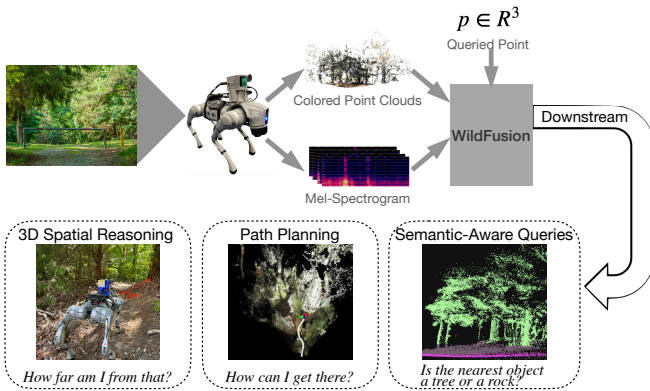 p ∈ R³
Queried Point
Colored Point Clouds
WildFusion
Downstream
Mel-Spectrogram
3D Spatial Reasoning
Path Planning
Semantic-Aware Queries
How far am I from that?
How can I get there?
Is the nearest object
a tree or a rock?